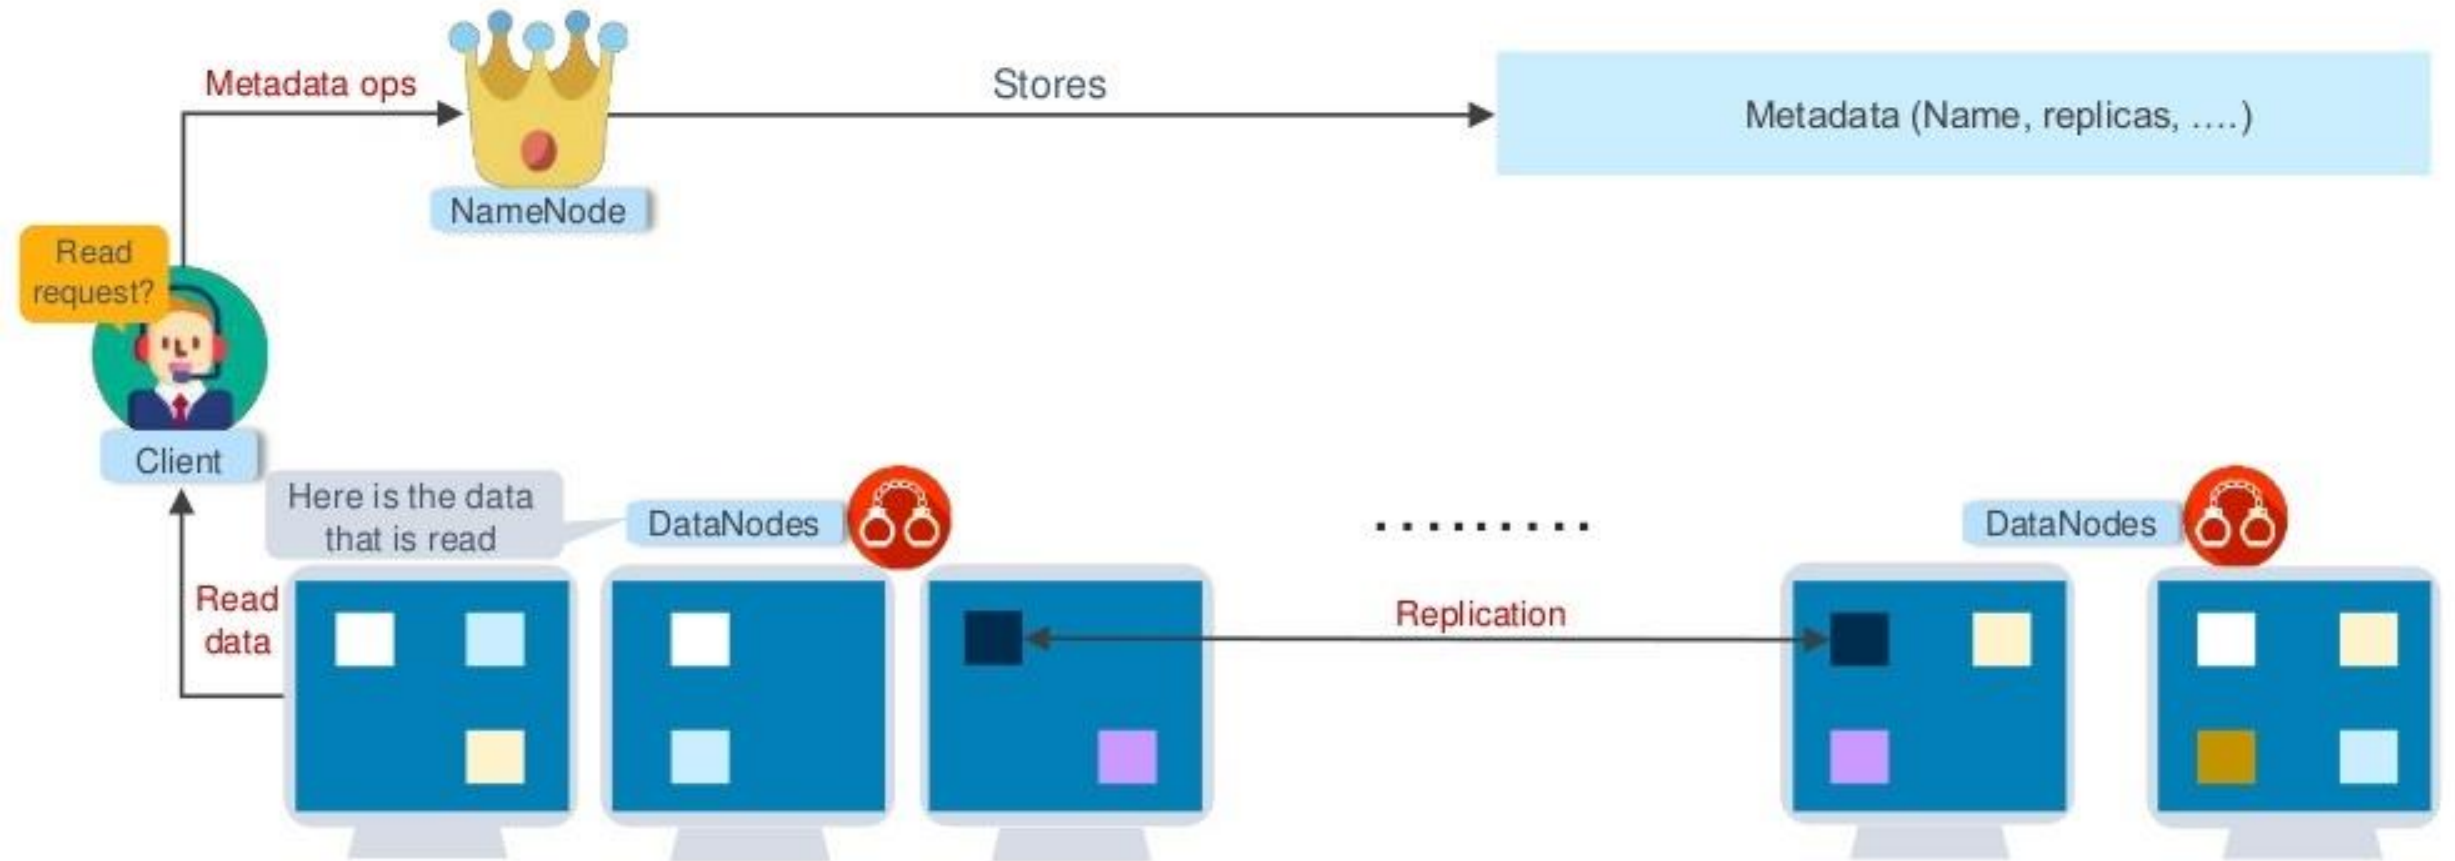 Metadata ops
Stores
Metadata (Name, replicas, ....)
NameNode
Read
request?
Client
Here is the data
that is read
DataNodes
.........
DataNodes
Read
data
Replication